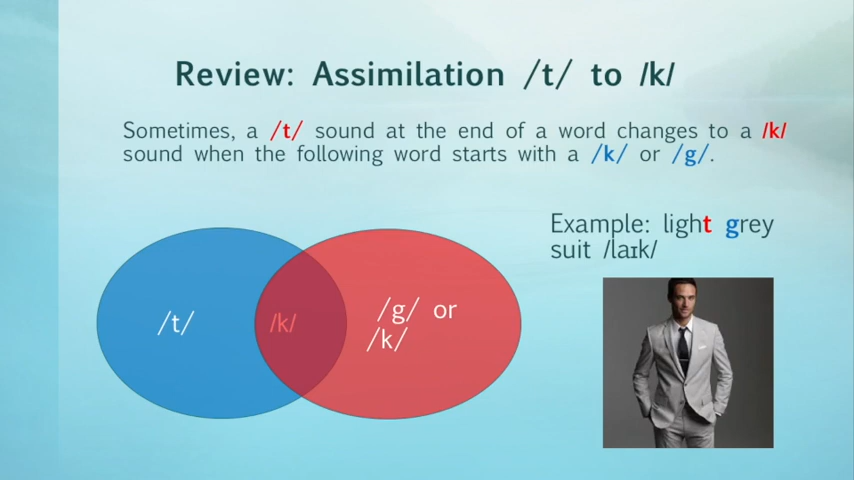 Review: Assimilation /t/ to /k/
Sometimes, a /t/ sound at the end of a word changes to a /k/
sound when the following word starts with a /k/ or /g/.
Example: light grey
suit /laɪk/
/t/
/k/
/g/ or
/k/